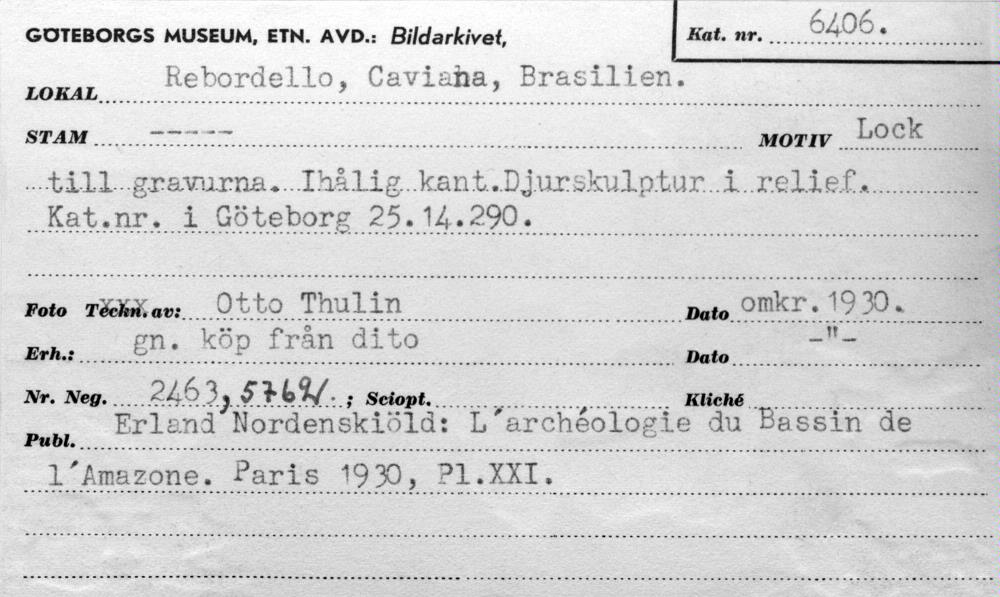 GÖTEBORGS MUSEUM, ETN. AVD.: Bildarkivet,
Kat. nr. 6406.
LOKAL Rebordello, Caviana, Brasilien.
STAM ----- MOTIV Lock
till gravurna. Ihålig kant.Djurskulptur i relief.
Kat.nr. i Göteborg 25.14.290.
Foto Techn. av: Otto Thulin Dato omkr.1930.
Erh.: gn. köp från dito Dato -"-
Nr. Neg. 2463, ; Sciopt. Kliché
Publ. Erland Nordenskiöld: L´archéologie du Bassin de
l´Amazone. Paris 1930, Pl.XXI.